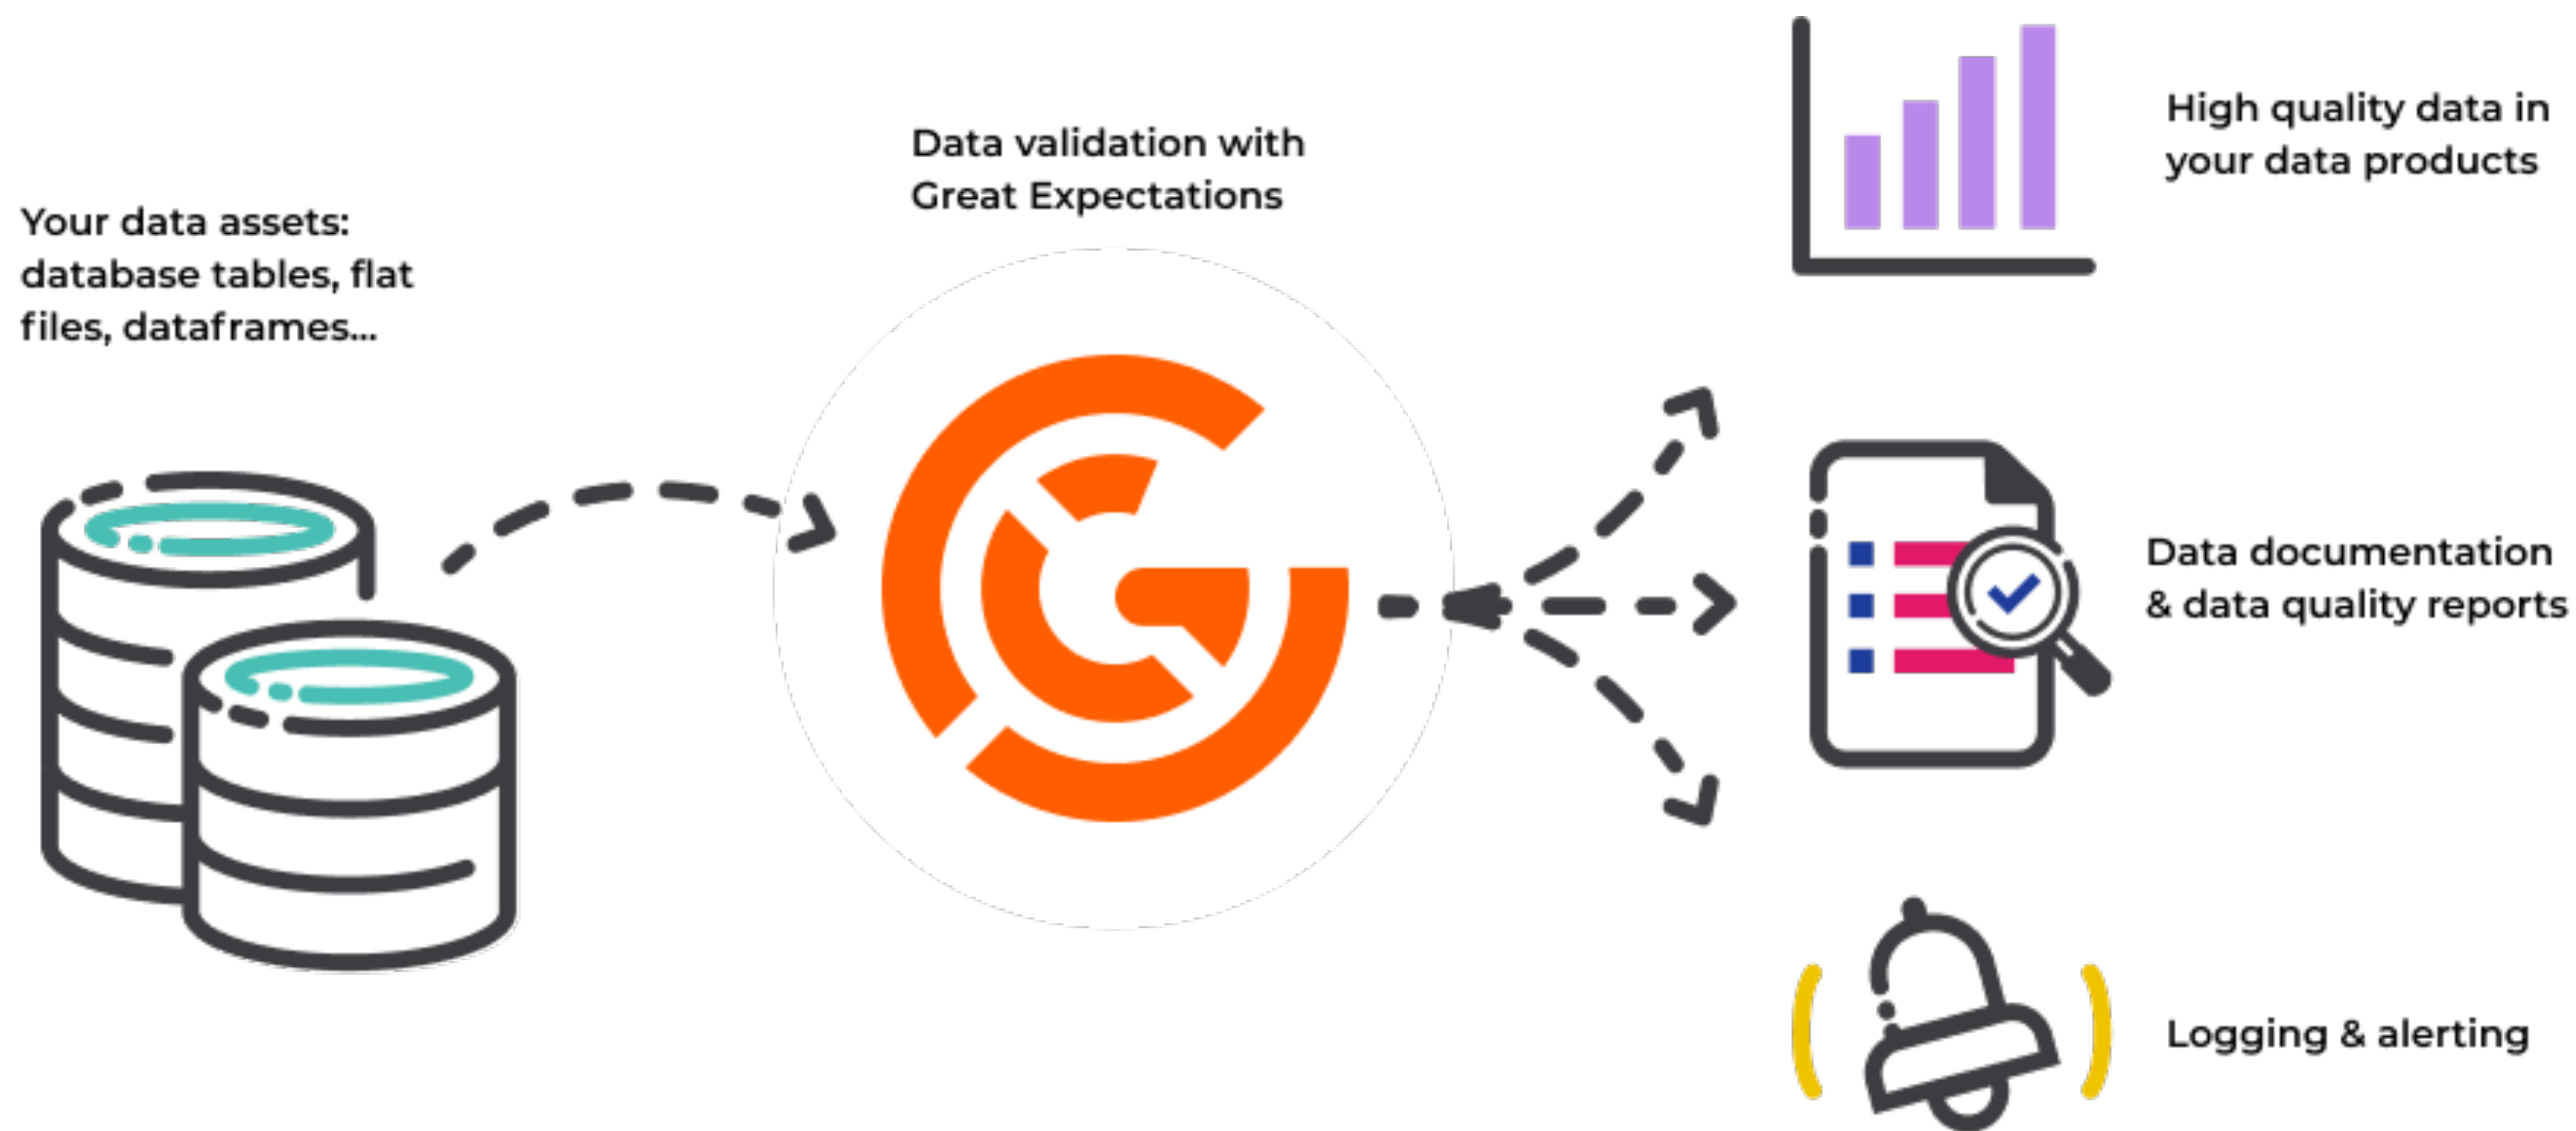 Your data assets:
database tables, flat
files, dataframes...
Data validation with
Great Expectations
High quality data in
your data products
Data documentation
& data quality reports
Logging & alerting